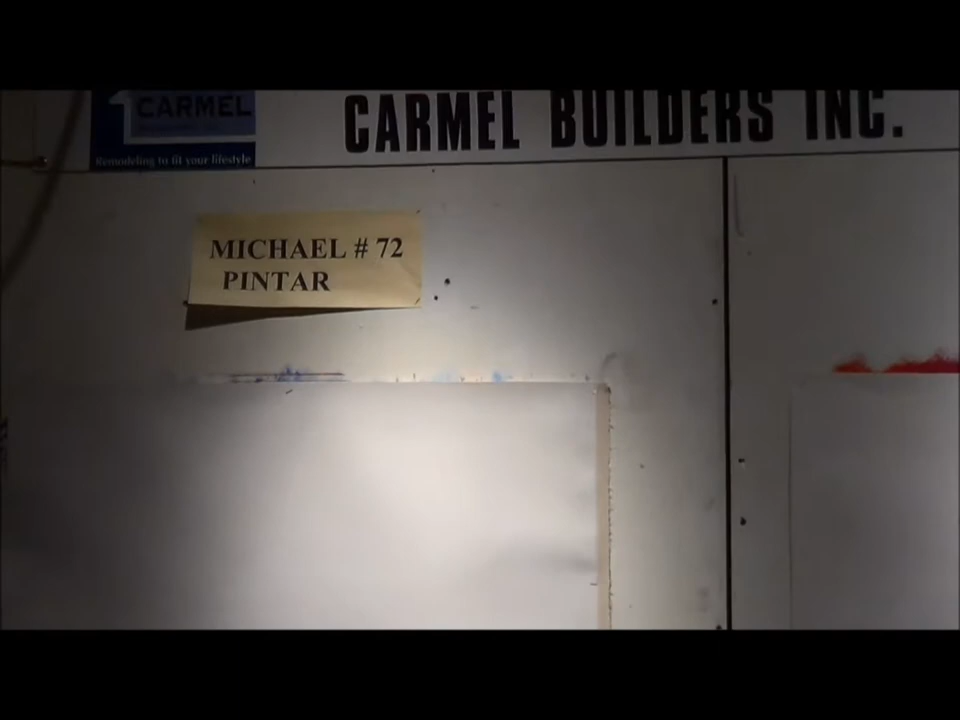 CARMEL
Remodeling to fit your lifestyle
CARMEL BUILDERS INC.
MICHAEL # 72
PINTAR